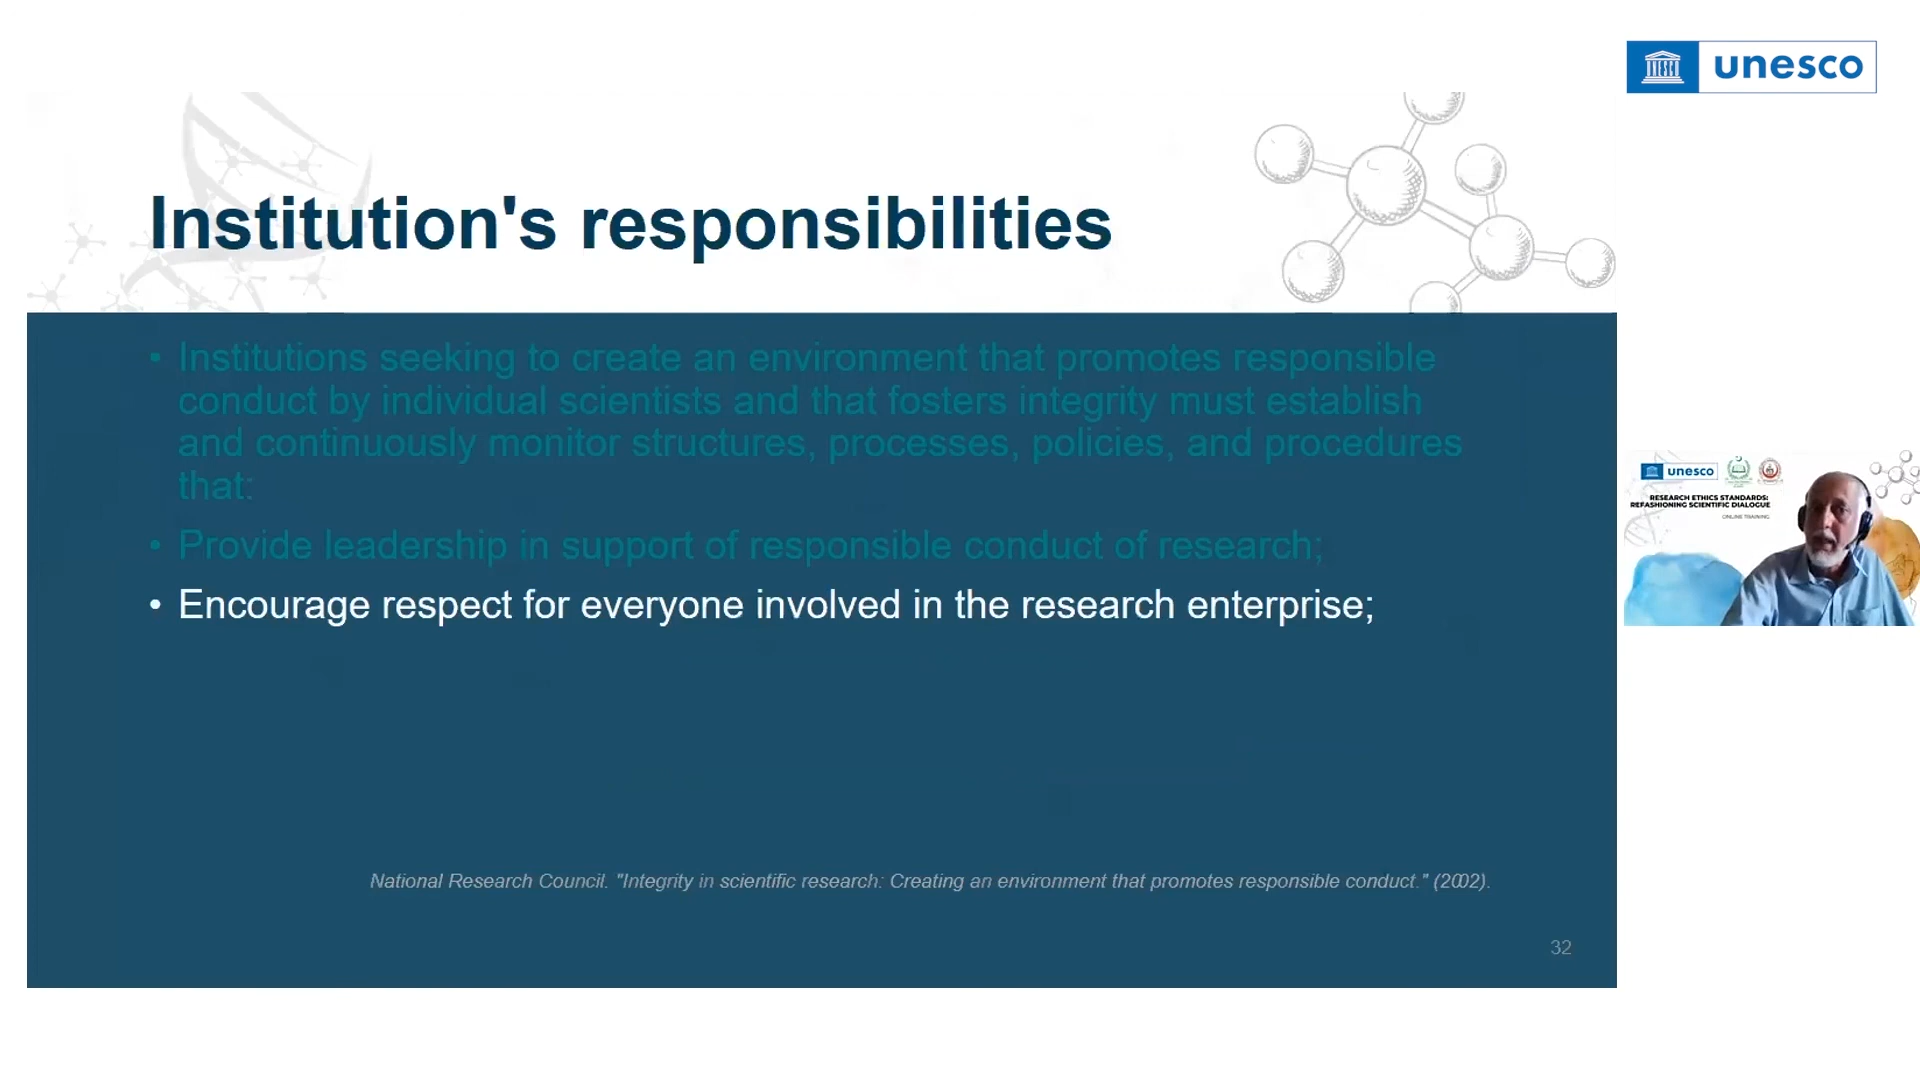 unesco
Institution's responsibilities
• Institutions seeking to create an environment that promotes responsible
conduct by individual scientists and that fosters integrity must establish
and continuously monitor structures, processes, policies, and procedures
that:
• Provide leadership in support of responsible conduct of research;
• Encourage respect for everyone involved in the research enterprise;
National Research Council. "Integrity in scientific research: Creating an environment that promotes responsible conduct." (2002).
32
unesco
RESEARCH ETHICS STANDARDS:
REFASHIONING SCIENTIFIC DIALOGUE
ONLINE TRAINING